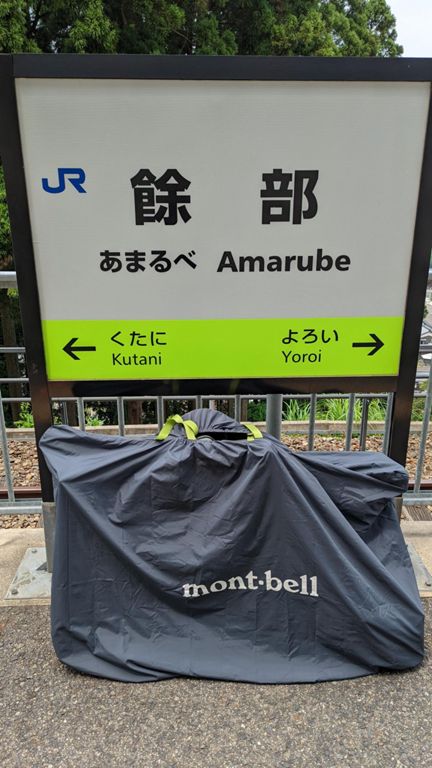 JR 餘部
あまるべ Amarube
← くたに よろい →
Kutani Yoroi
mont-bell